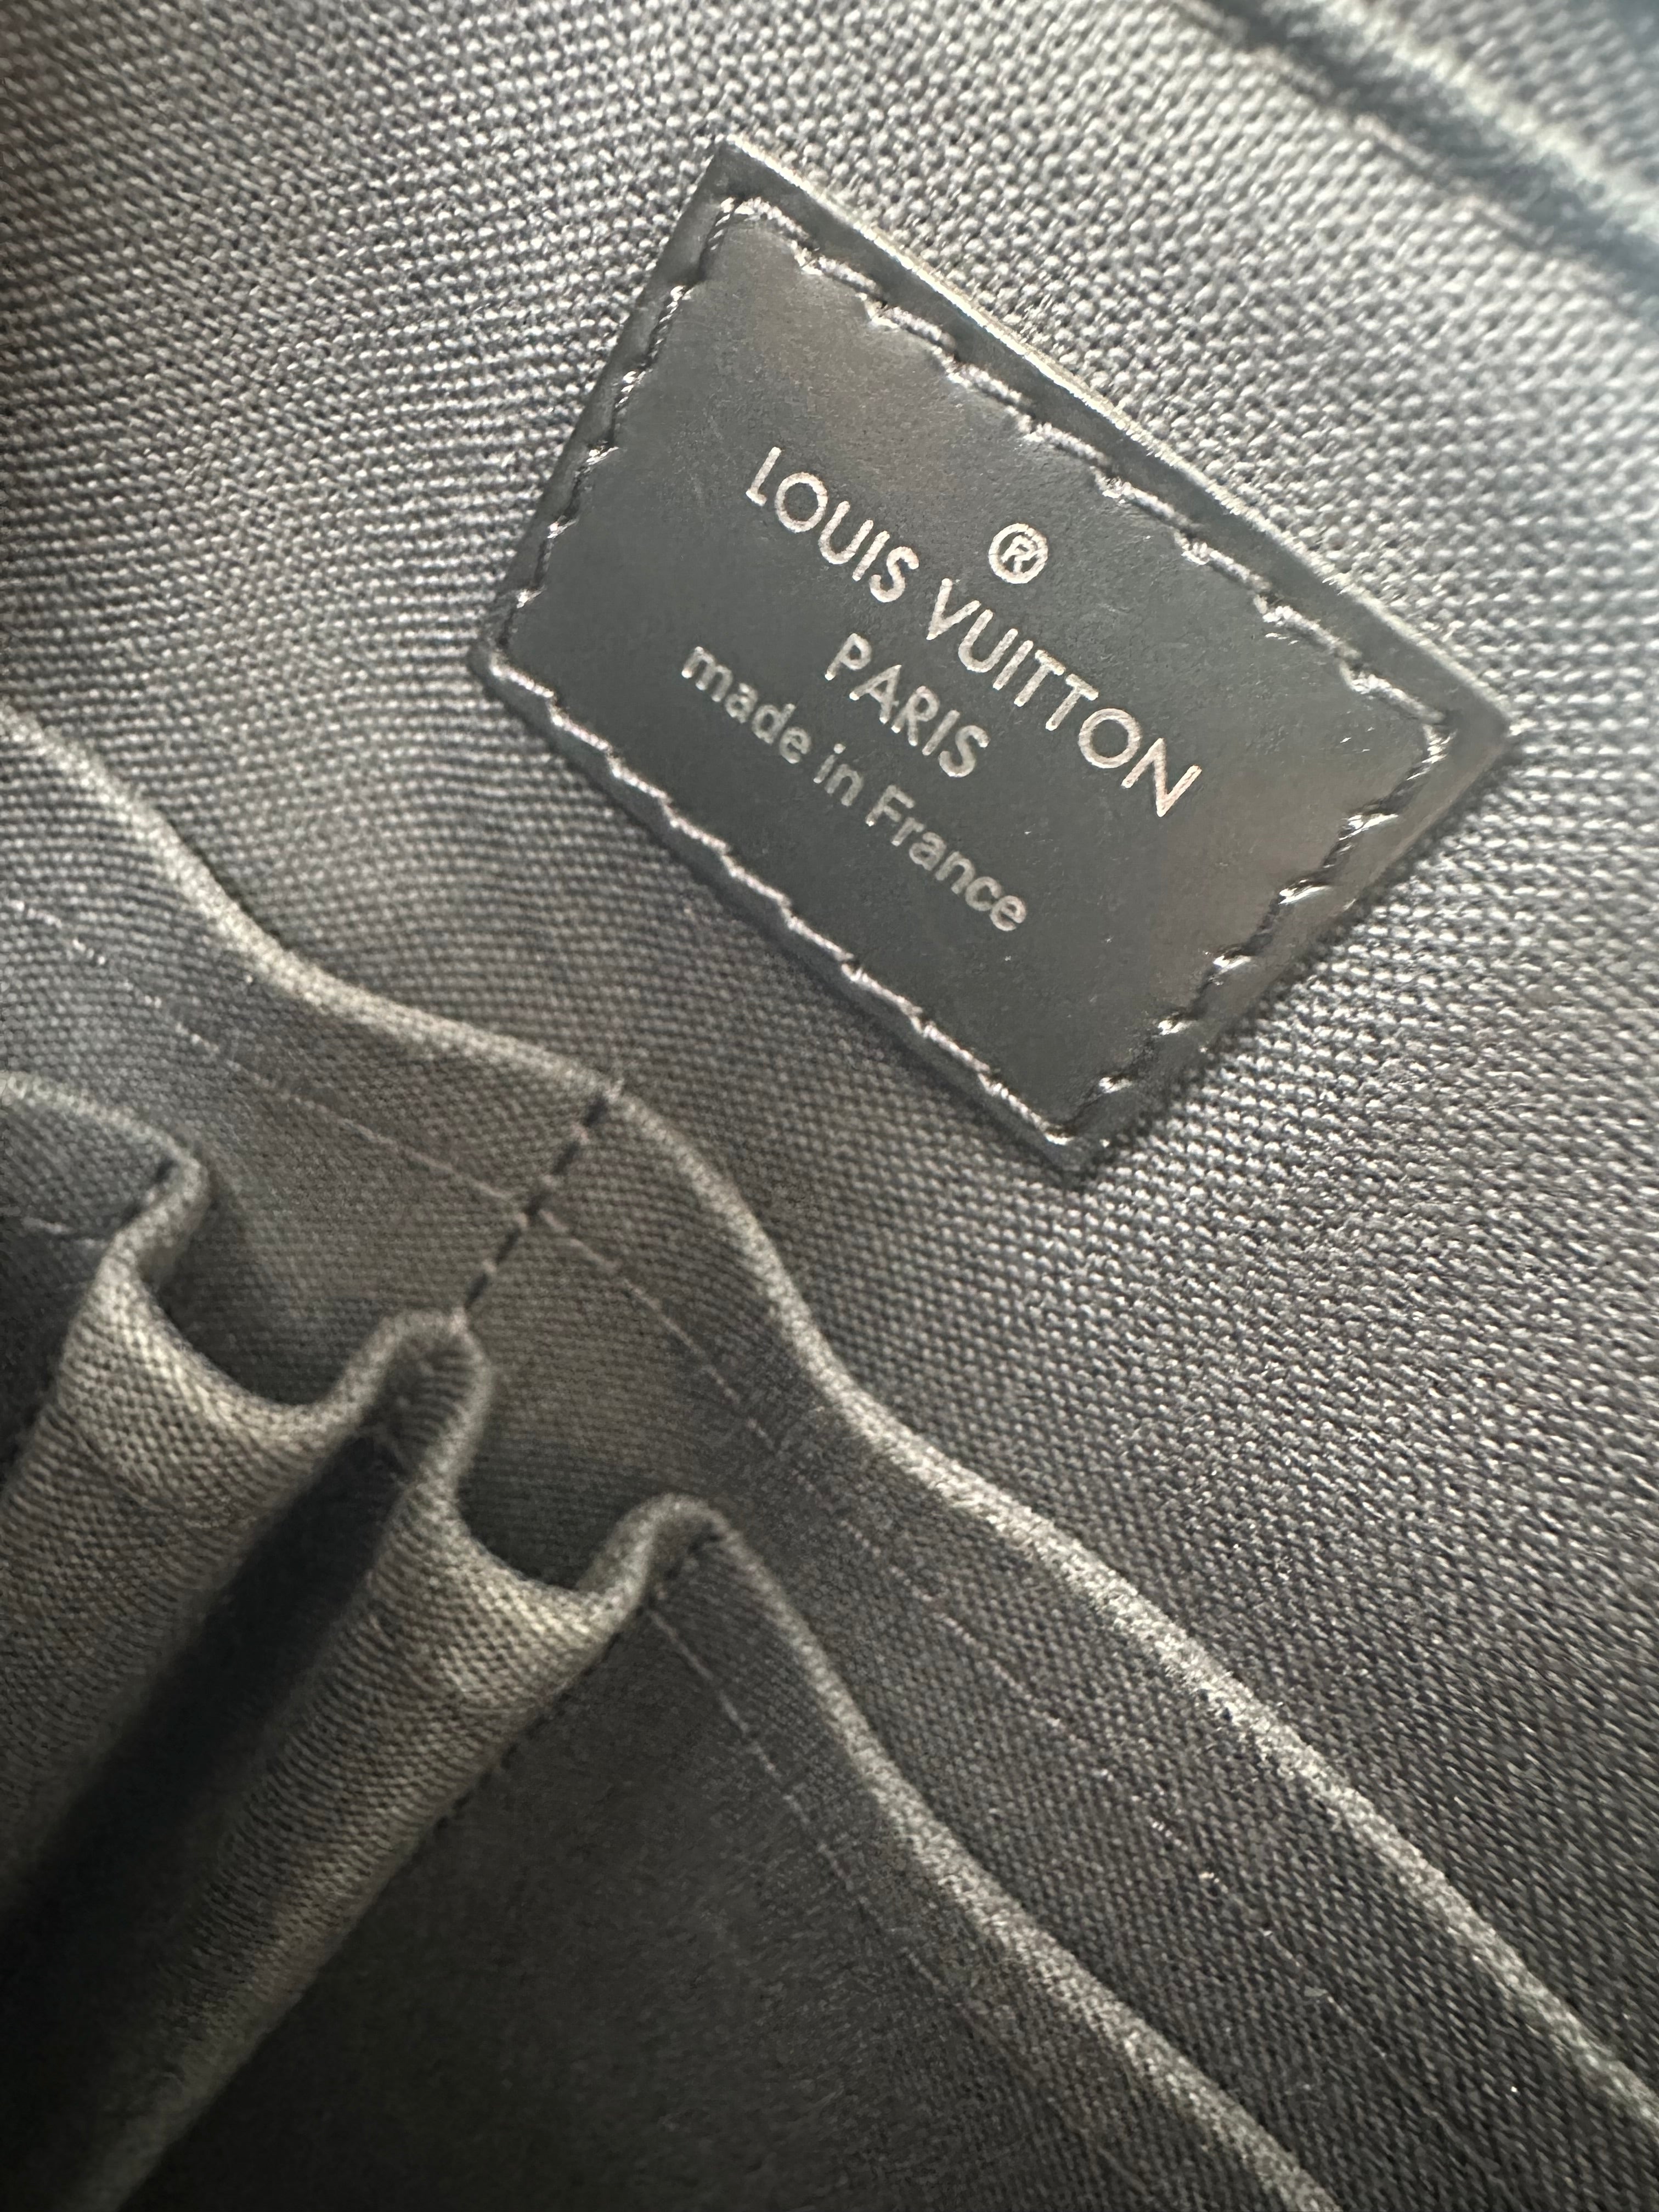 ®
LOUIS VUITTON
PARIS
made in France